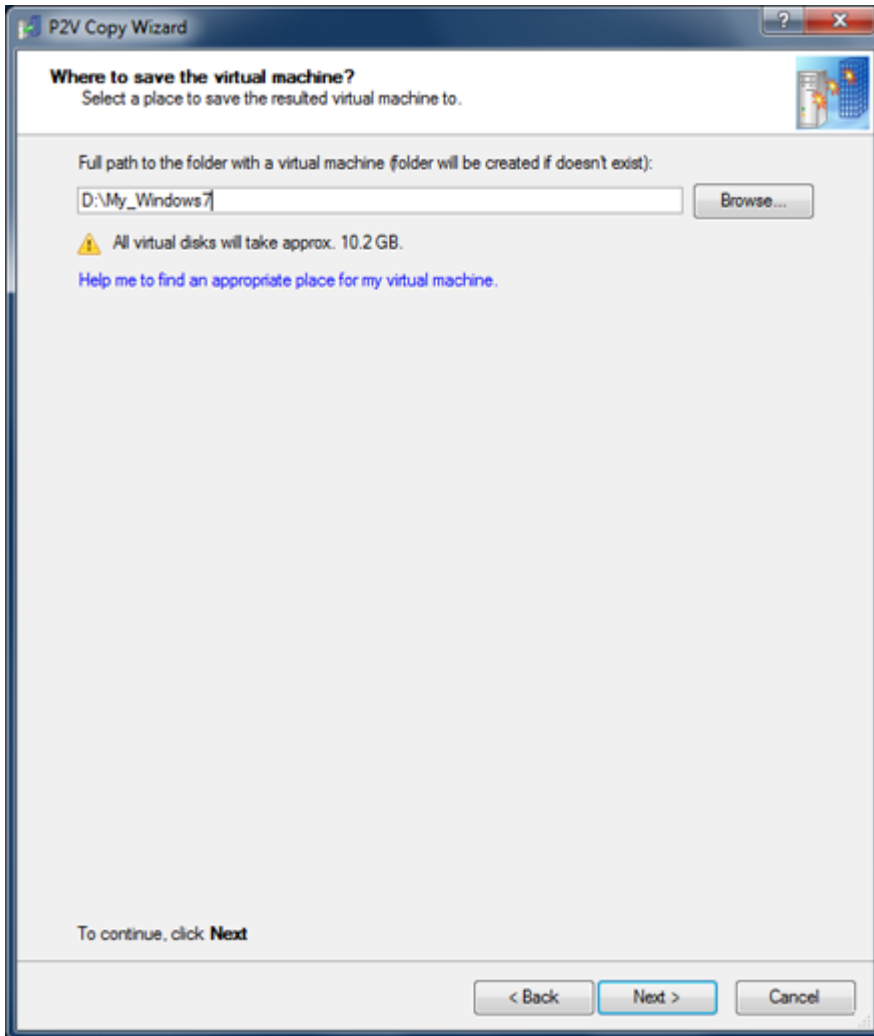 P2V Copy Wizard
?
Where to save the virtual machine?
Select a place to save the resulted virtual machine to.
Full path to the folder with a virtual machine (folder will be created if doesn't exist):
D:\My_Windows7
Browse...
All virtual disks will take approx. 10.2 GB.
Help me to find an appropriate place for my virtual machine.
To continue, click Next
< Back Next > Cancel